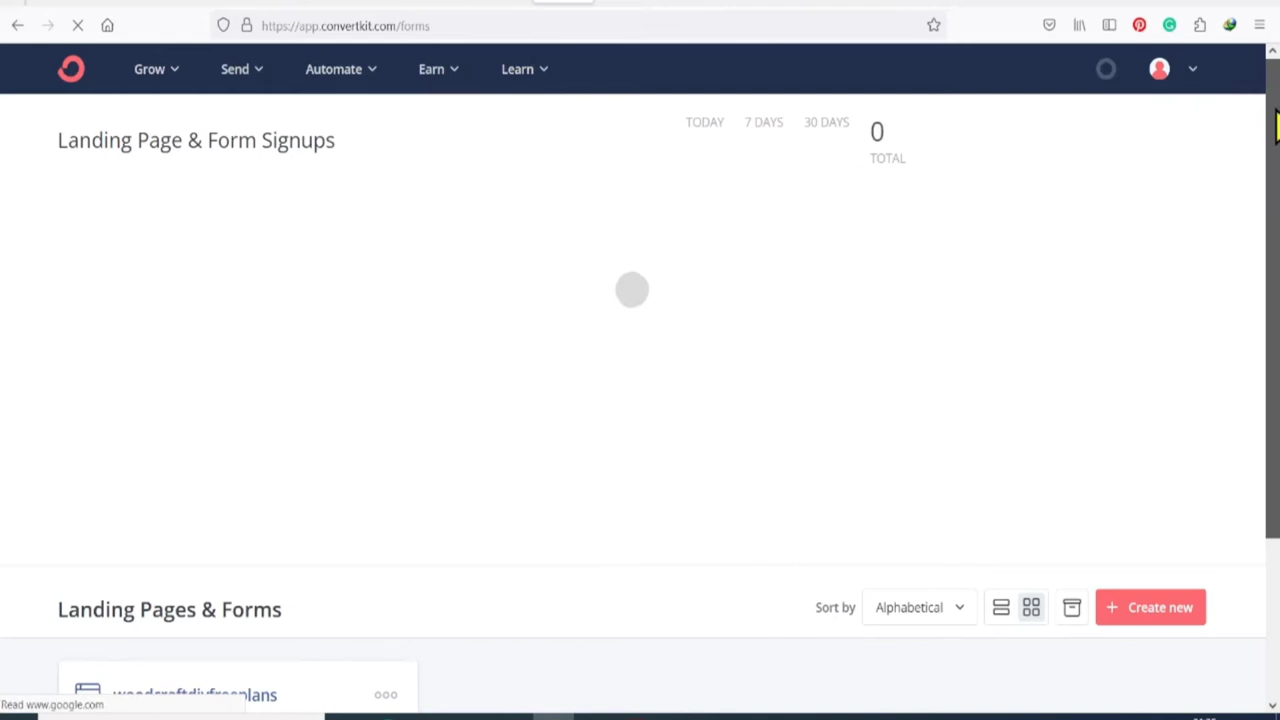 https://app.convertkit.com/forms
Grow
Send
Automate
Earn
Learn
Landing Page & Form Signups
TODAY
7 DAYS
30 DAYS
0
TOTAL
Landing Pages & Forms
Sort by
Alphabetical
+ Create new
woodcraftdiyfreeplans
Read www.google.com